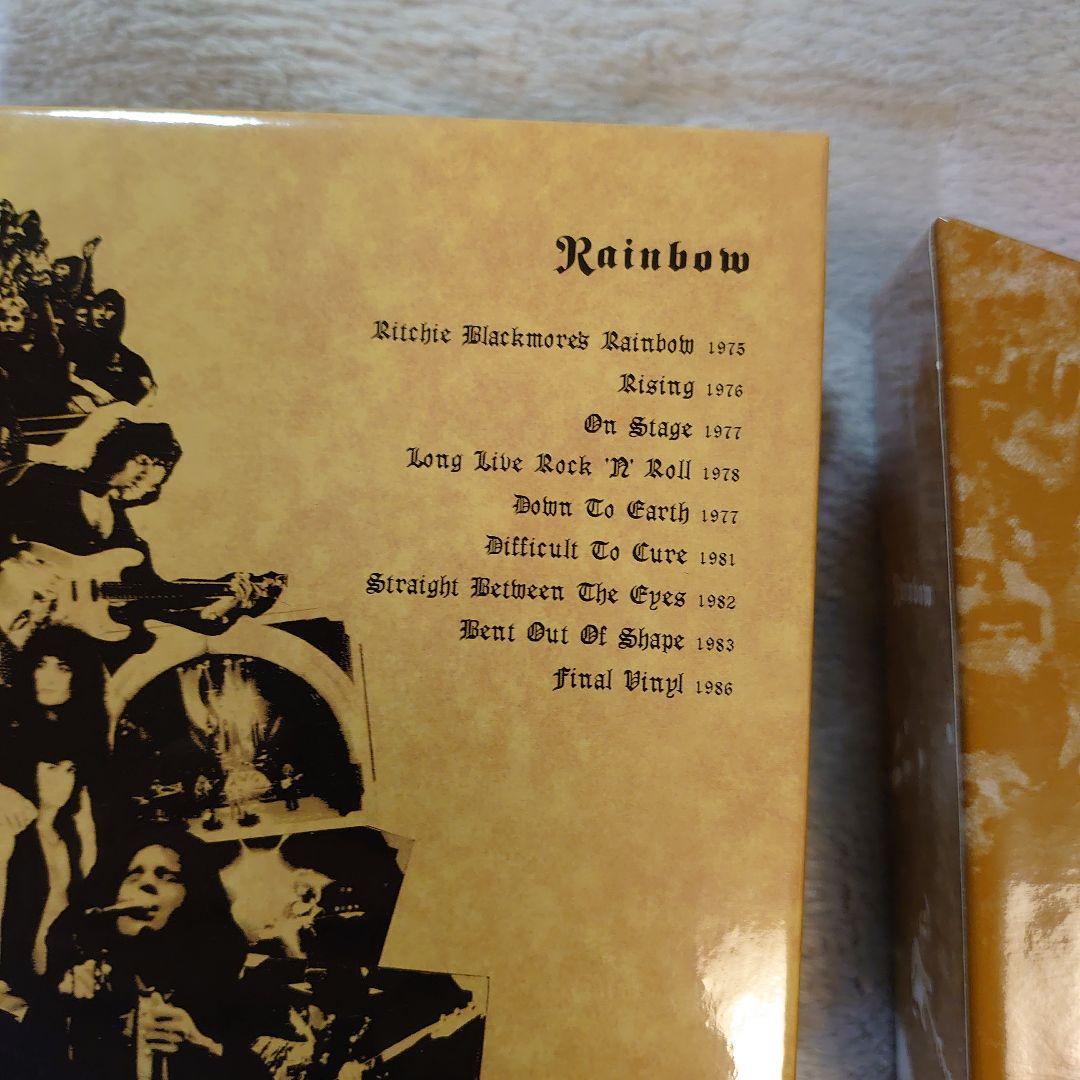 Rainbow
Ritchie Blackmore's Rainbow 1975
Rising 1976
On Stage 1977
Long Live Rock 'N' Roll 1978
Down To Earth 1977
Difficult To Cure 1981
Straight Between The Eyes 1982
Bent Out Of Shape 1983
Final Vinyl 1986
Rainbow